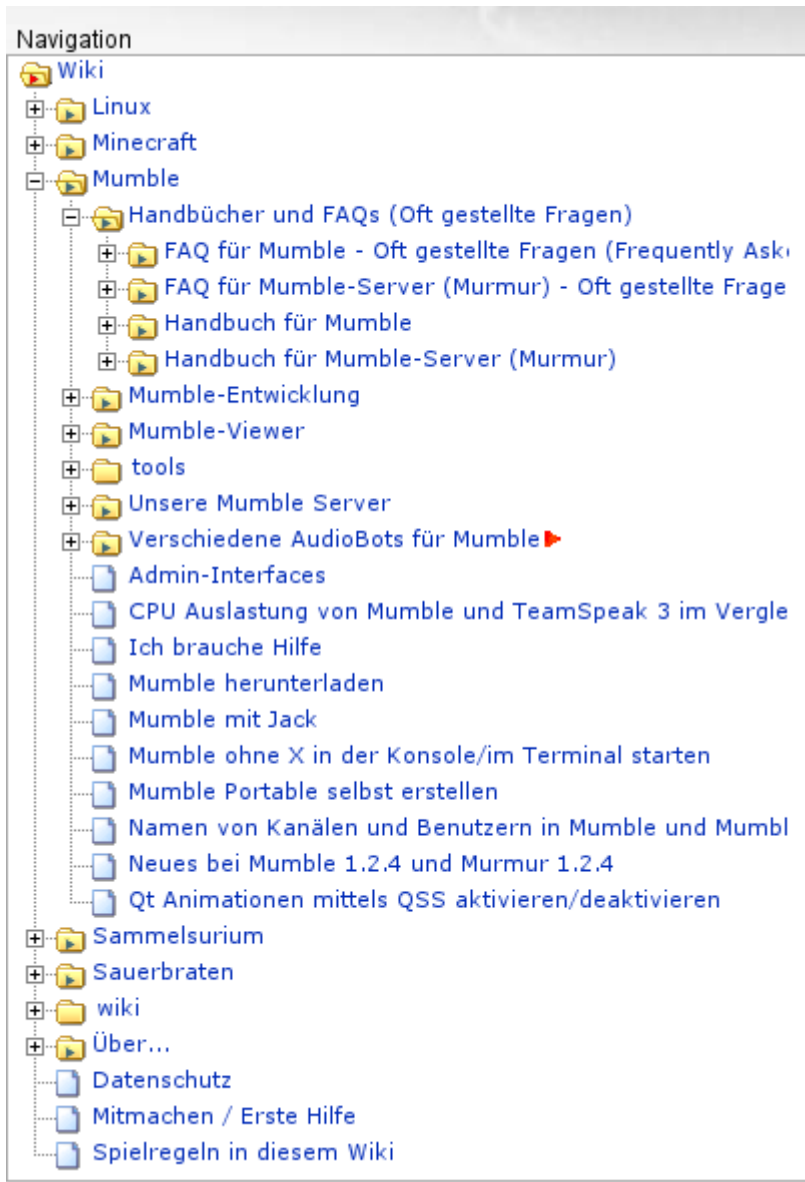 Navigation
Wiki
Linux
Minecraft
Mumble
Handbücher und FAQs (Oft gestellte Fragen)
FAQ für Mumble - Oft gestellte Fragen (Frequently Ask
FAQ für Mumble-Server (Murmur) - Oft gestellte Frage
Handbuch für Mumble
Handbuch für Mumble-Server (Murmur)
Mumble-Entwicklung
Mumble-Viewer
tools
Unsere Mumble Server
Verschiedene AudioBots für Mumble
Admin-Interfaces
CPU Auslastung von Mumble und TeamSpeak 3 im Vergle
Ich brauche Hilfe
Mumble herunterladen
Mumble mit Jack
Mumble ohne X in der Konsole/im Terminal starten
Mumble Portable selbst erstellen
Namen von Kanälen und Benutzern in Mumble und Mumbl
Neues bei Mumble 1.2.4 und Murmur 1.2.4
Qt Animationen mittels QSS aktivieren/deaktivieren
Sammelsurium
Sauerbraten
wiki
Über...
Datenschutz
Mitmachen / Erste Hilfe
Spielregeln in diesem Wiki